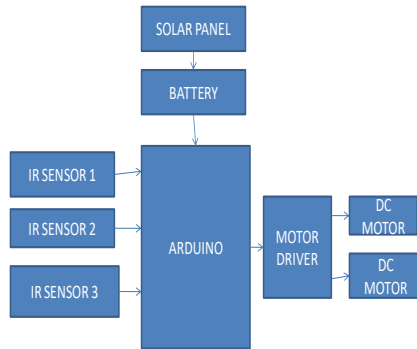 SOLAR PANEL
BATTERY
IR SENSOR 1
IR SENSOR 2
IR SENSOR 3
ARDUINO
MOTOR
DRIVER
DC
MOTOR
DC
MOTOR